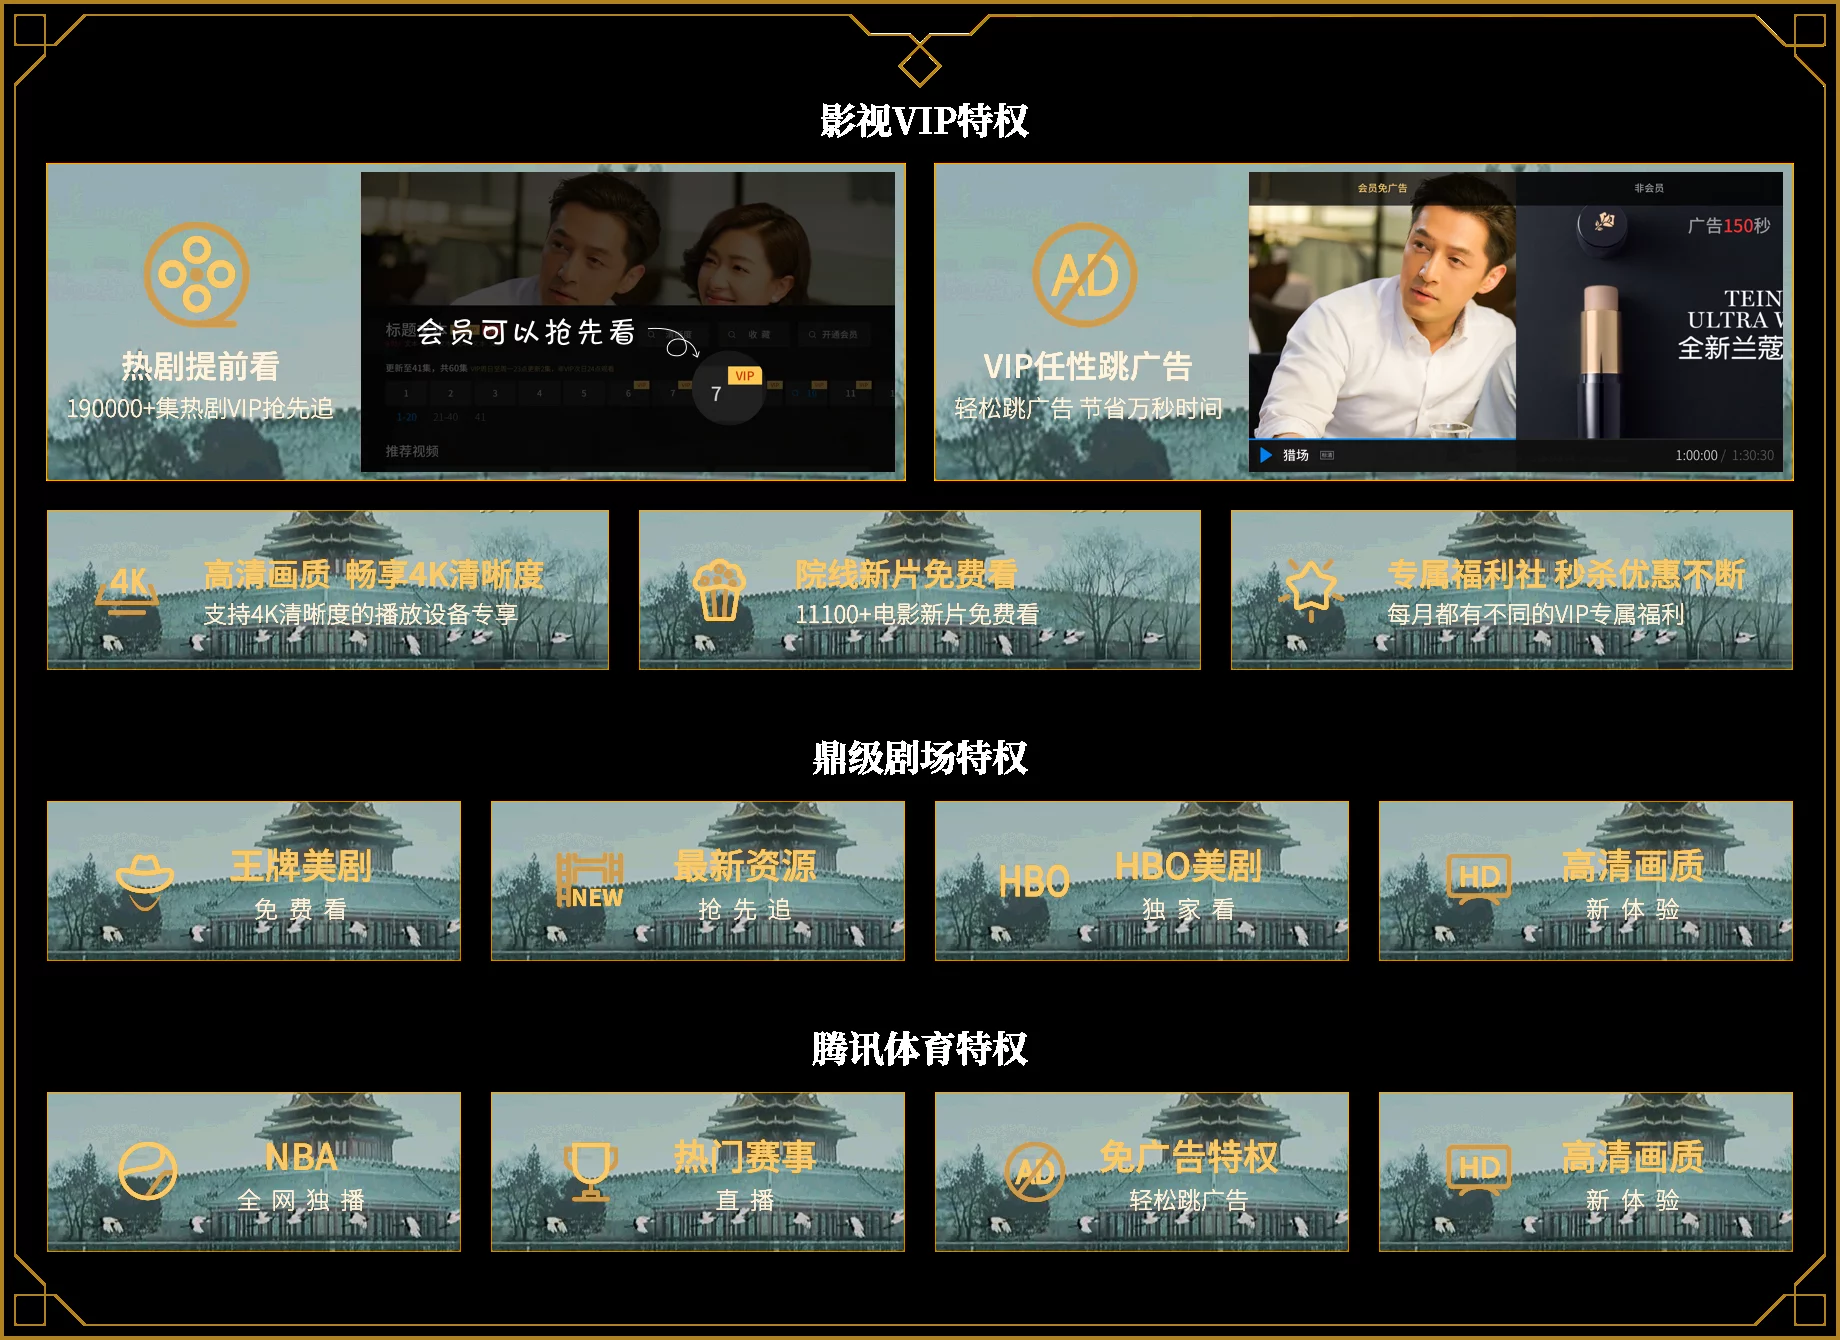 影视VIP特权
热剧提前看
190000+集热剧VIP抢先追
会员可以抢先看
标题
收藏
开通会员
更新至41集，共60集
1 2 3 4 5 6 7 11
7
VIP
1-20 21-40 41
推荐视频
VIP任性跳广告
轻松跳广告 节省万秒时间
会员免广告
非会员
广告150秒
TEIN
ULTRA
全新兰蔻
猎场
1:00:00 / 1:30:30
4K
高清画质 畅享4K清晰度
支持4K清晰度的播放设备专享
院线新片免费看
11100+电影新片免费看
专属福利社 秒杀优惠不断
每月都有不同的VIP专属福利
鼎级剧场特权
王牌美剧
免费看
NEW
最新资源
抢先追
HBO
HBO美剧
独家看
HD
高清画质
新体验
腾讯体育特权
NBA
全网独播
热门赛事
直播
AD
免广告特权
轻松跳广告
HD
高清画质
新体验